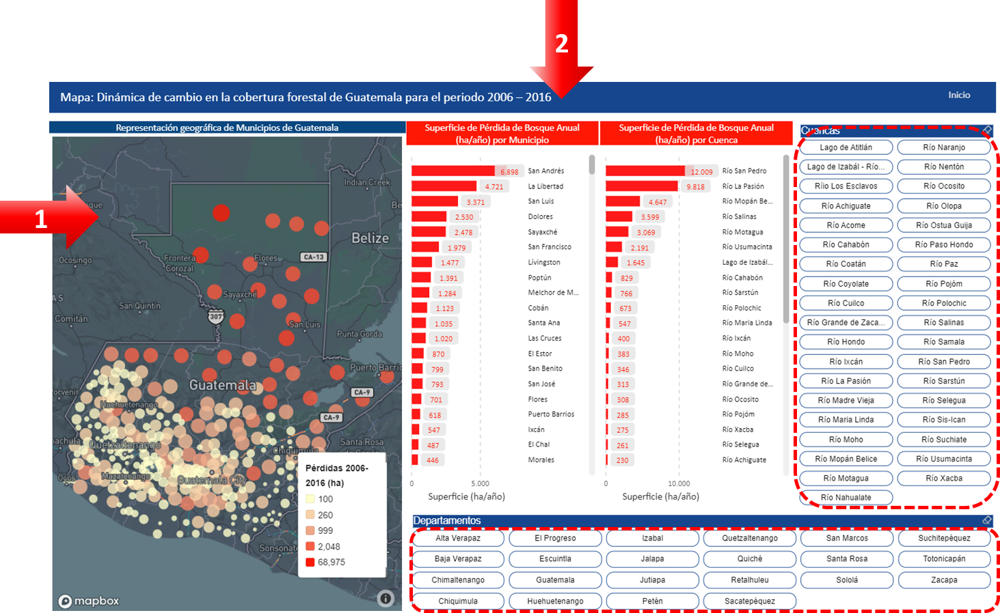 2
Mapa: Dinámica de cambio en la cobertura forestal de Guatemala para el periodo 2006 – 2016
Inicio
1
Representación geográfica de Municipios de Guatemala
Indian Creek
Be
que
Belize
CA-13
Frontera
Corozal
Flores
Ocosingo
AS
San Quintín
Comitán
Sayaxché
307
San Luis
Punta Gorda
Puerto Barrio
Guatemala
CA-9
CA-9
orvenir
Huehuetenango
pachula
Quetzaltenango
Chiquimula
Santa Rosa
Ocós
Mazatenango
Guatemala City
Sonsonate
Pérdidas 2006-
2016 (ha)
100
260
999
2,048
68,975
mapbox
Superficie de Pérdida de Bosque Anual
(ha/año) por Municipio
6.898 San Andrés
4.721 La Libertad
3.371 San Luis
2.530 Dolores
2.478 Sayaxché
1.979 San Francisco
1.477 Lívingston
1.391 Poptún
1.284 Melchor de M...
1.123 Cobán
1.035 Santa Ana
1.020 Las Cruces
870 El Estor
799 San Benito
793 San José
701 Flores
618 Puerto Barrios
547 Ixcán
487 El Chal
446 Morales
0 5.000
Superficie (ha/año)
Superficie de Pérdida de Bosque Anual
(ha/año) por Cuenca
12.009 Río San Pedro
9.818 Río La Pasión
4.647 Río Mopán Be...
3.599 Río Salinas
3.069 Río Motagua
2.191 Río Usumacinta
1.645 Lago de Izabál...
829 Río Cahabón
766 Río Sarstún
673 Río Polochic
547 Río Maria Linda
400 Río Ixcán
383 Río Moho
346 Río Cuilco
313 Río Grande de...
308 Río Ocosito
285 Río Pojóm
275 Río Xacba
261 Río Selegua
230 Río Achiguate
0 10.000
Superficie (ha/año)
Cuencas
Lago de Atitlán Río Naranjo
Lago de Izabál - Río... Río Nentón
Riío Los Esclavos Río Ocosito
Río Achiguate Río Olopa
Río Acome Río Ostua Guija
Río Cahabón Río Paso Hondo
Río Coatán Río Paz
Río Coyolate Río Pojóm
Río Cuilco Río Polochic
Río Grande de Zaca... Río Salinas
Río Hondo Río Samala
Río Ixcán Río San Pedro
Río La Pasión Río Sarstún
Río Madre Vieja Río Selegua
Río Maria Linda Río Sis-Ican
Río Moho Río Suchiate
Río Mopán Belice Río Usumacinta
Río Motagua Río Xacba
Río Nahualate
Departamentos
Alta Verapaz El Progreso Izabal Quetzaltenango San Marcos Suchitepéquez
Baja Verapaz Escuintla Jalapa Quiché Santa Rosa Totonicapán
Chimaltenango Guatemala Jutiapa Retalhuleu Sololá Zacapa
Chiquimula Huehuetenango Petén Sacatepéquez